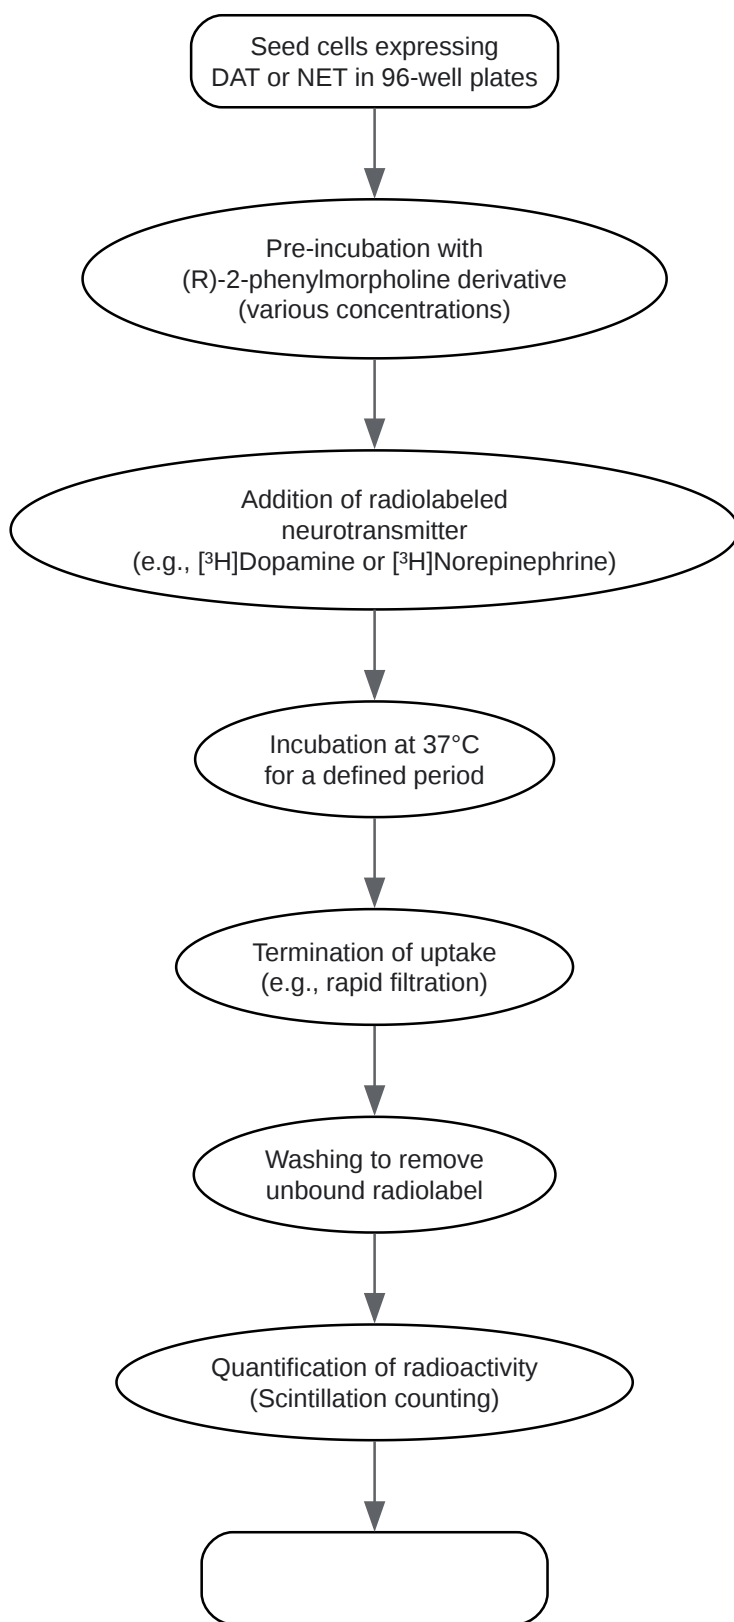 Seed cells expressing
DAT or NET in 96-well plates
Pre-incubation with
(R)-2-phenylmorpholine derivative
(various concentrations)
Addition of radiolabeled
neurotransmitter
(e.g., [³H]Dopamine or [³H]Norepinephrine)
Incubation at 37°C
for a defined period
Termination of uptake
(e.g., rapid filtration)
Washing to remove
unbound radiolabel
Quantification of radioactivity
(Scintillation counting)